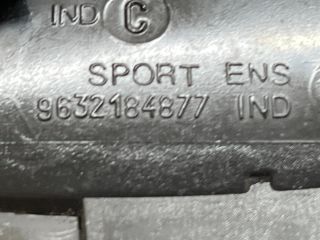 IND C
SPORT ENS
9632184877 IND